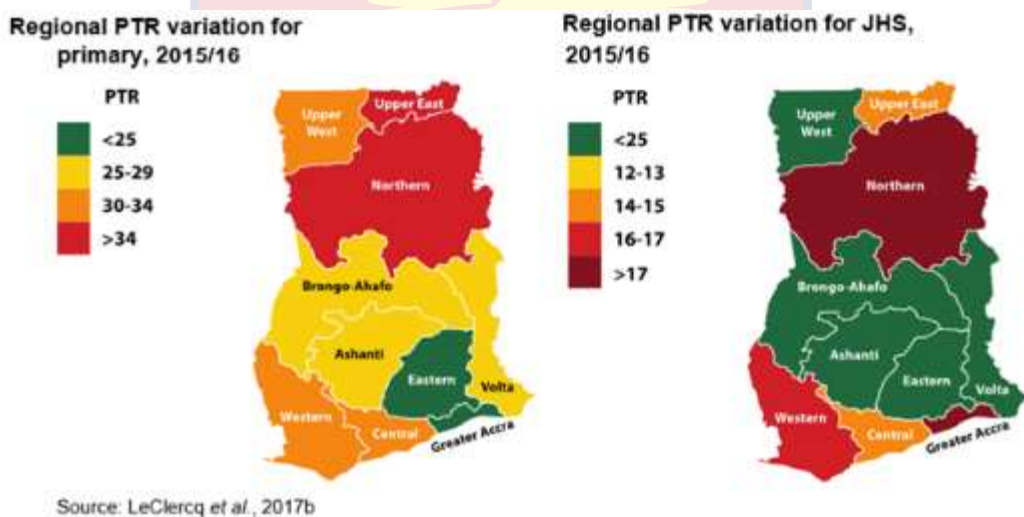 Regional PTR variation for
primary, 2015/16
PTR
<25
25-29
30-34
>34
Upper East
Upper
West
Northern
Brongo-Ahafo
Ashanti
Eastern
Volta
Western
Central
Greater Accra
Regional PTR variation for JHS,
2015/16
PTR
<25
12-13
14-15
16-17
>17
Upper East
Upper
West
Northern
Brongo-Ahafo
Ashanti
Eastern
Volta
Western
Central
Greater Accra
Source: LeClercq et al., 2017b